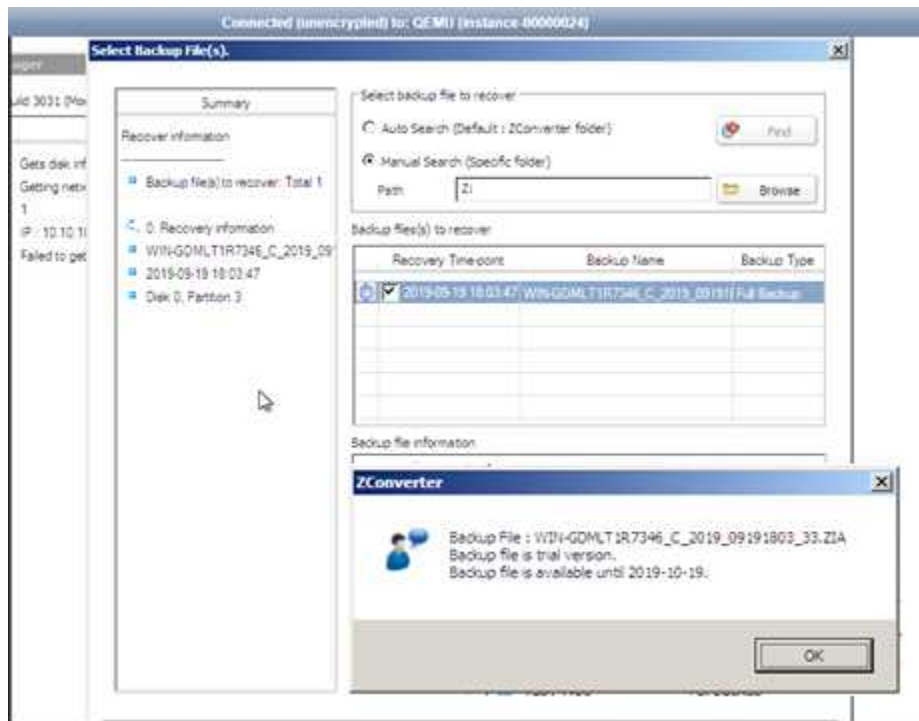 Connected (unencrypted) to: QEMU (instance-00000024)
Select Backup File(s).
uild 3031 (Mo
Gets disk inf
Getting netw
1
IP : 10.10.1
Failed to get
Summary
Recover information
Backup file(s) to recover: Total 1
0. Recovery information
WIN-GDMLT1R7346_C_2019_09
2019-09-19 18:03:47
Disk 0, Partition 3
Select backup file to recover
Auto Search (Default : ZConverter folder)
Find
Manual Search (Specific folder)
Path
Browse
Backup files(s) to recover
Recovery Time-point Backup Name Backup Type
2019-09-19 18:03:47 WIN-GDMLT1R7346_C_2019_09191 Full Backup
Backup file information
ZConverter
Backup File : WIN-GDMLT1R7346_C_2019_09191803_33.ZIA
Backup file is trial version.
Backup file is available until 2019-10-19.
OK